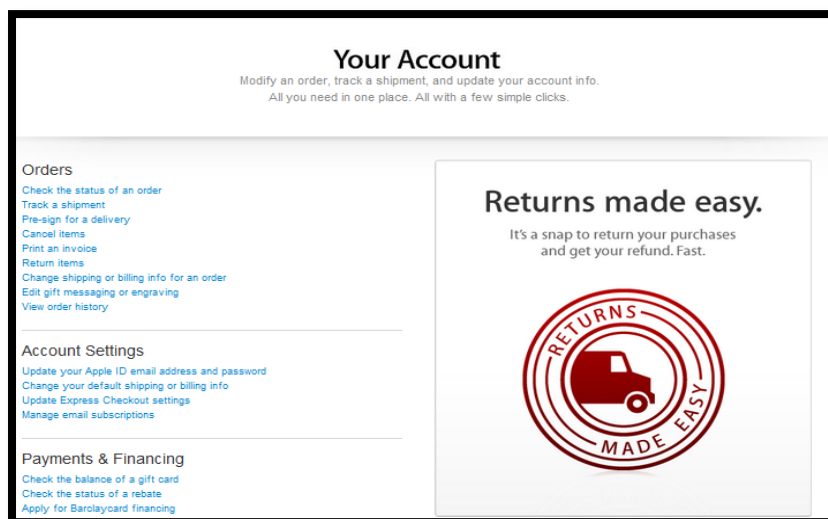 Your Account
Modify an order, track a shipment, and update your account info.
All you need in one place. All with a few simple clicks.
Orders
Check the status of an order
Track a shipment
Pre-sign for a delivery
Cancel items
Print an invoice
Return items
Change shipping or billing info for an order
Edit gift messaging or engraving
View order history
Account Settings
Update your Apple ID email address and password
Change your default shipping or billing info
Update Express Checkout settings
Manage email subscriptions
Payments & Financing
Check the balance of a gift card
Check the status of a rebate
Apply for Barclaycard financing
Returns made easy.
It's a snap to return your purchases
and get your refund. Fast.
RETURNS
MADE EASY